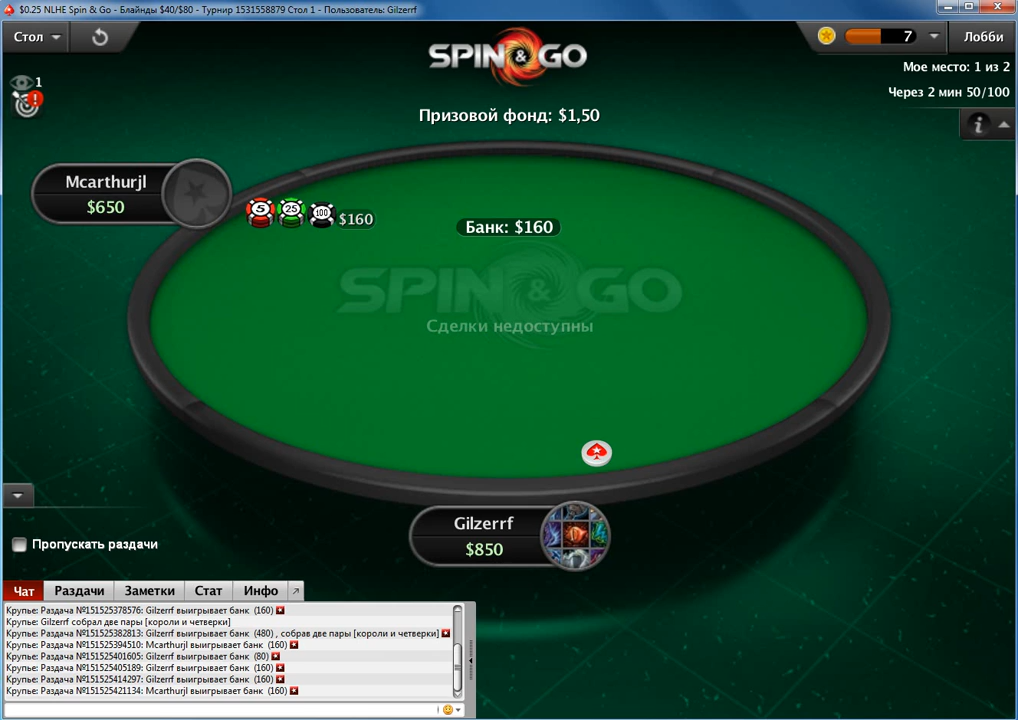 $0.25 NLHE Spin & Go - Блайнды $40/$80 - Турнир 1531558879 Стол 1 - Пользователь: Gilzerrf
Стол
7
Лобби
SPIN&GO
Мое место: 1 из 2
1
Через 2 мин 50/100
Призовой фонд: $1,50
Mcarthurjl
$650
5 25 100 $160
Банк: $160
SPIN&GO
Сделки недоступны
Gilzerrf
$850
Пропускать раздачи
Чат Раздачи Заметки Стат Инфо
Крупье: Раздача №151525378576: Gilzerrf выигрывает банк (160)
Крупье: Gilzerrf собрал две пары [короли и четверки]
Крупье: Раздача №151525382813: Gilzerrf выигрывает банк (480) , собрав две пары [короли и четверки]
Крупье: Раздача №151525394510: Mcarthurjl выигрывает банк (160)
Крупье: Раздача №151525401605: Gilzerrf выигрывает банк (80)
Крупье: Раздача №151525405189: Gilzerrf выигрывает банк (160)
Крупье: Раздача №151525414297: Gilzerrf выигрывает банк (160)
Крупье: Раздача №151525421134: Mcarthurjl выигрывает банк (160)